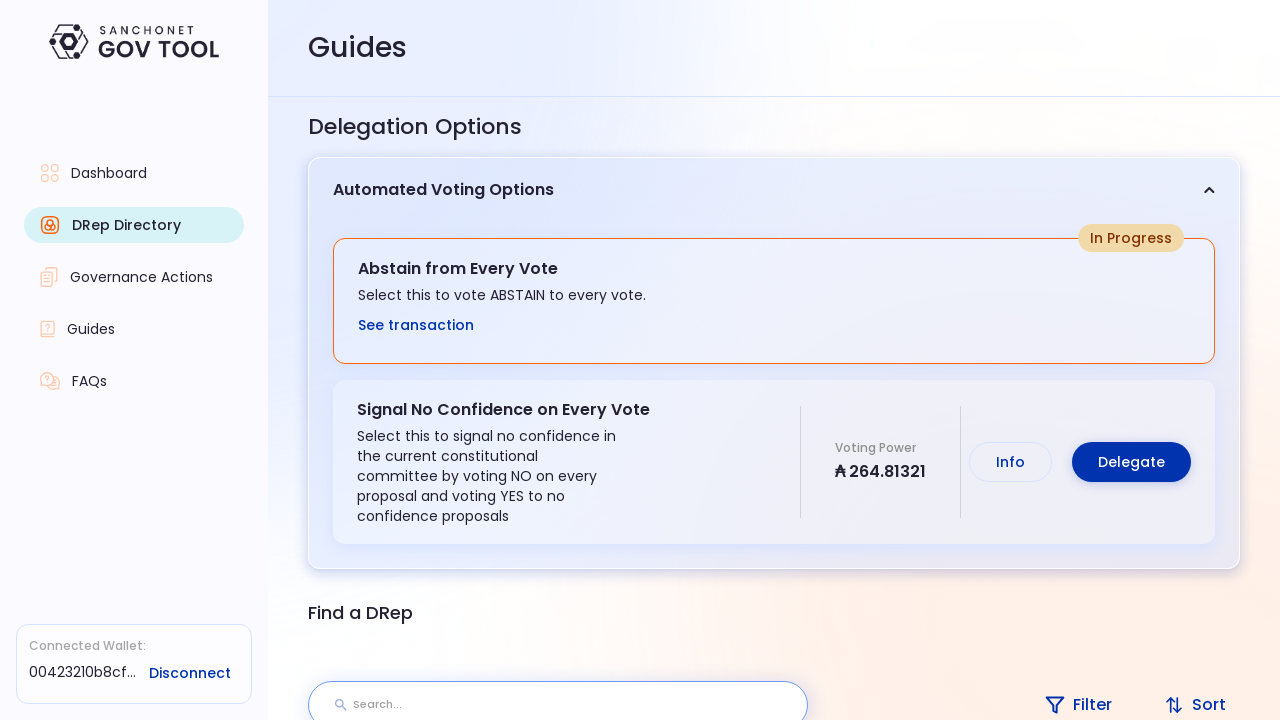 SANCHONET
GOV TOOL
Dashboard
DRep Directory
Governance Actions
Guides
FAQs
Connected Wallet:
00423210b8cf...
Disconnect
Guides
Delegation Options
Automated Voting Options
In Progress
Abstain from Every Vote
Select this to vote ABSTAIN to every vote.
See transaction
Signal No Confidence on Every Vote
Select this to signal no confidence in
the current constitutional
committee by voting NO on every
proposal and voting YES to no
confidence proposals
Voting Power
₳ 264.81321
Info
Delegate
Find a DRep
Search...
Filter
Sort